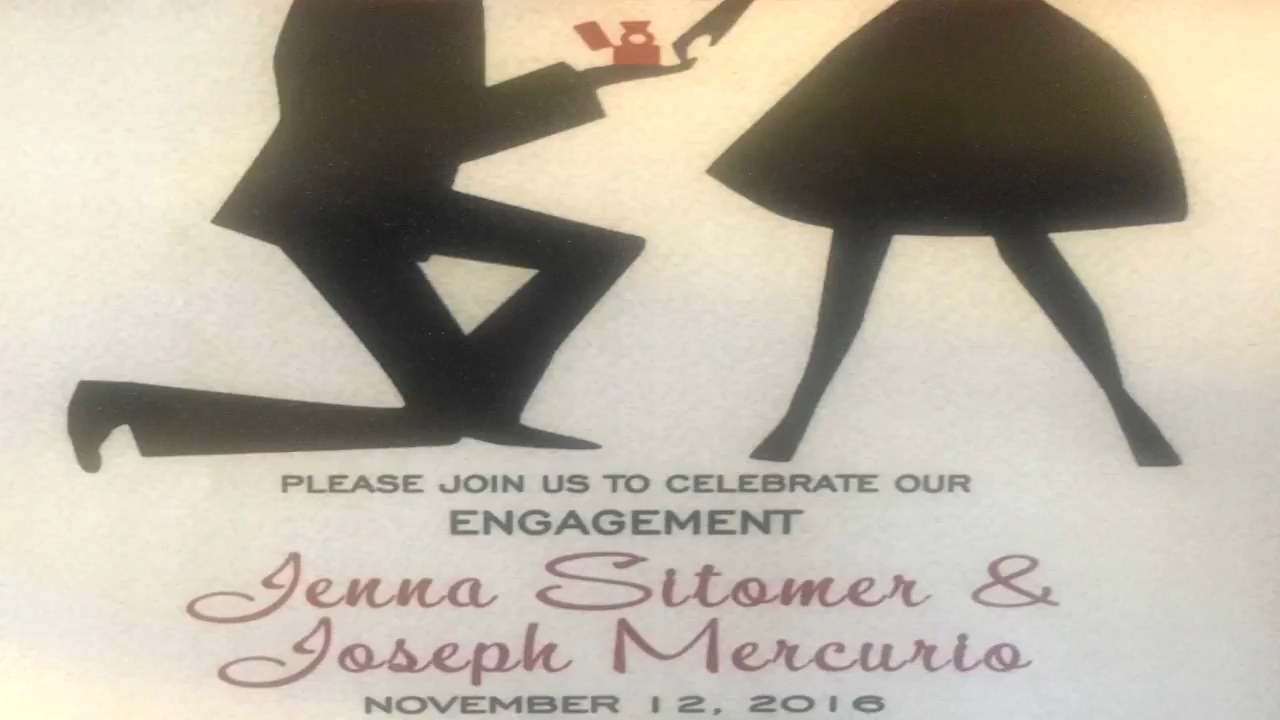 PLEASE JOIN US TO CELEBRATE OUR
ENGAGEMENT
Jenna Sitomer &
Joseph Mercurio
NOVEMBER 12, 2016